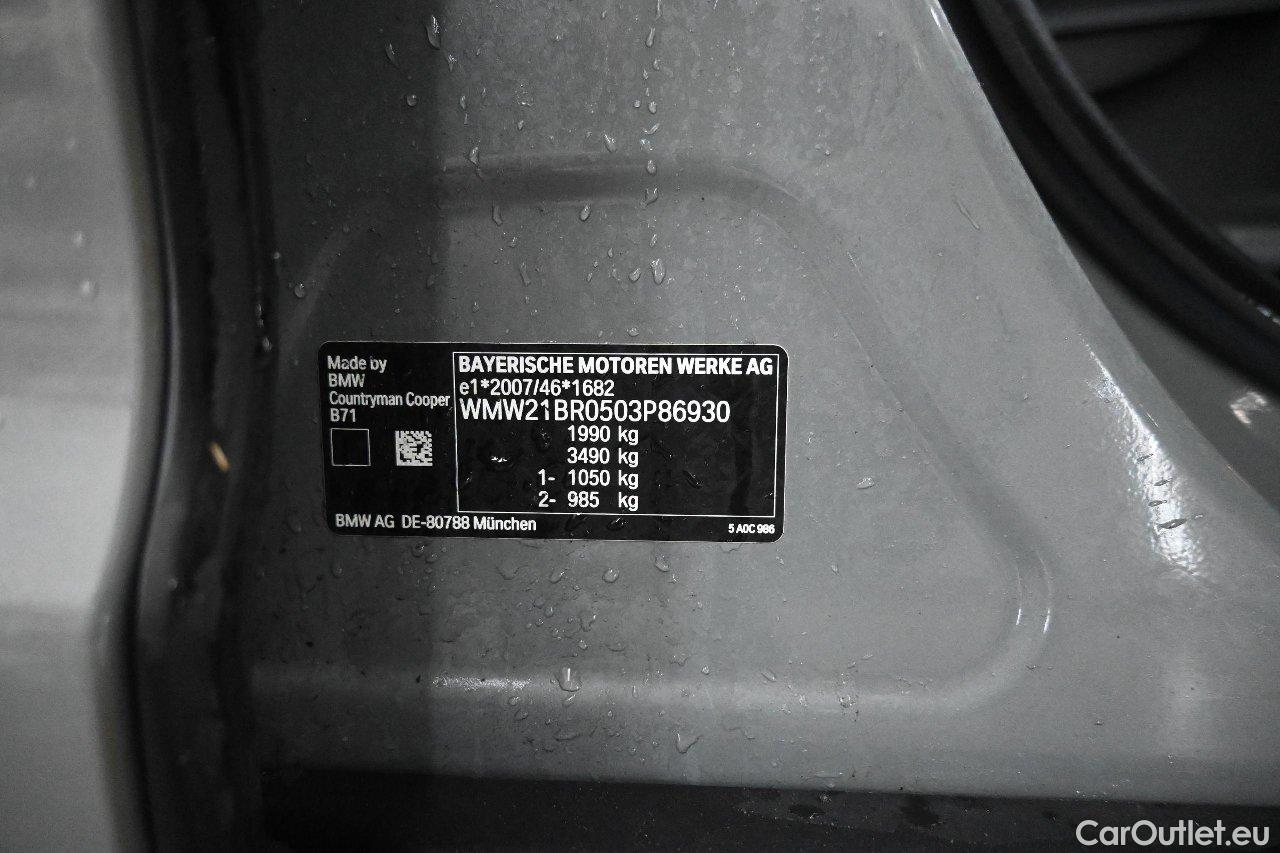 Made by
BMW
Countryman Cooper
B71
BAYERISCHE MOTOREN WERKE AG
e1*2007/46*1682
WMW21BR0503P86930
1990 kg
3490 kg
1- 1050 kg
2- 985 kg
BMW AG DE-80788 München
5 A0C 986
CarOutlet.eu